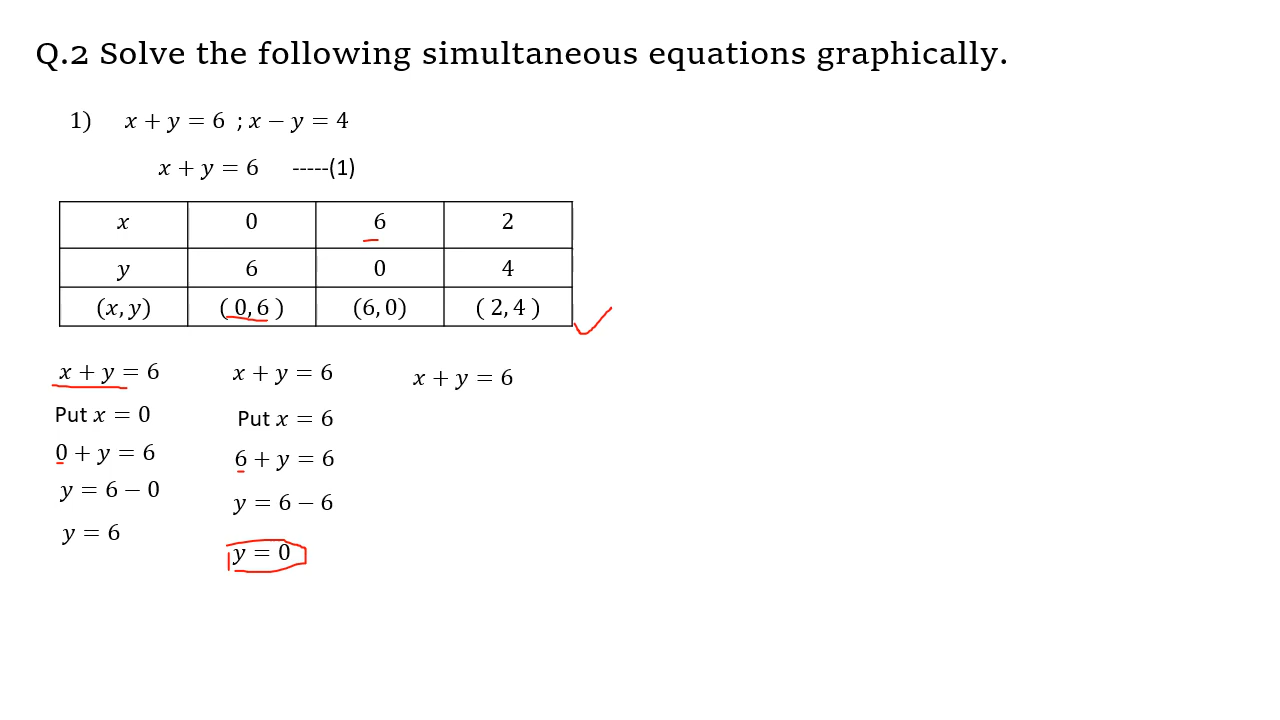 Q.2 Solve the following simultaneous equations graphically.
1) x + y = 6 ; x − y = 4
x + y = 6 -----(1)
x 0 6 2
y 6 0 4
(x, y) ( 0, 6 ) (6, 0) ( 2, 4 )
x + y = 6 x + y = 6 x + y = 6
Put x = 0 Put x = 6
0 + y = 6 6 + y = 6
y = 6 − 0 y = 6 − 6
y = 6 y = 0